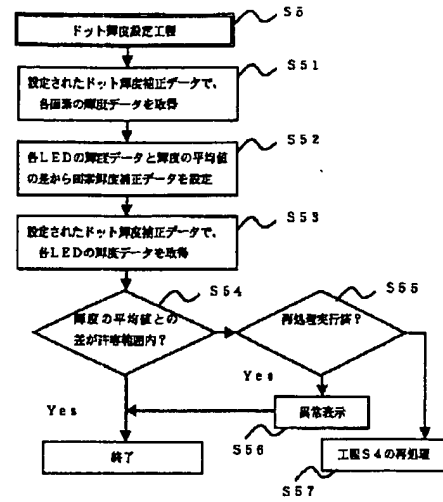 S5
ドット輝度設定工程
S51
設定されたドット輝度補正データで、
各画素の輝度データを取得
S52
各LEDの輝度データと輝度の平均値
の差から画素輝度補正データを設定
S53
設定されたドット輝度補正データで、
各LEDの輝度データを取得
S54
輝度の平均値との
差が許容範囲内?
S55
再処理実行済?
Yes
Yes
異常表示
S56
終了
工程S4の再処理
S57